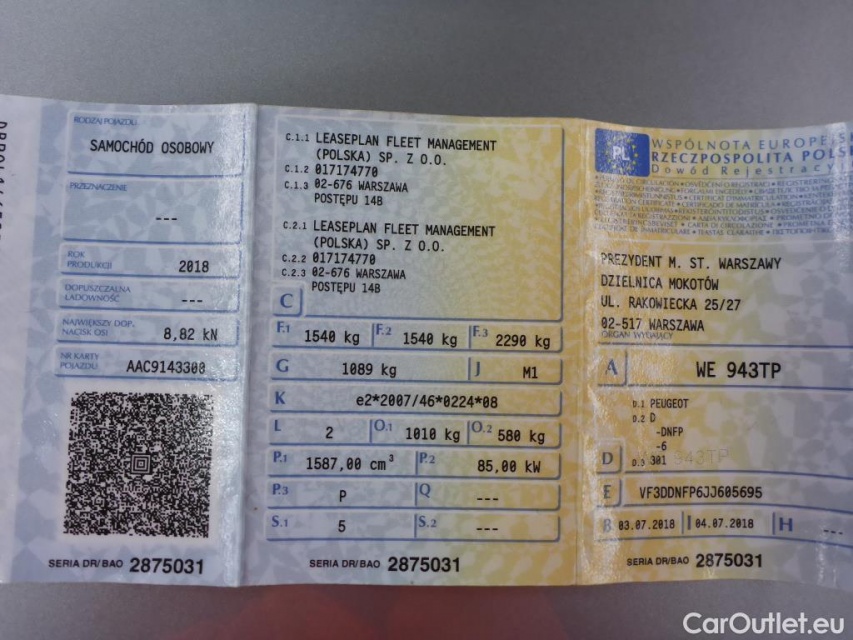 RODZAJ POJAZDU
SAMOCHÓD OSOBOWY
PRZEZNACZENIE
---
ROK
PRODUKCJI 2018
DOPUSZCZALNA
ŁADOWNOŚĆ ---
NAJWIĘKSZY DOP.
NACISK OSI 8,82 kN
NR KARTY
POJAZDU AAC9143300
SERIA DR/BAO 2875031
C.1.1 LEASEPLAN FLEET MANAGEMENT
(POLSKA) SP. Z O.O.
C.1.2 017174770
C.1.3 02-676 WARSZAWA
POSTĘPU 14B
C.2.1 LEASEPLAN FLEET MANAGEMENT
(POLSKA) SP. Z O.O.
C.2.2 017174770
C.2.3 02-676 WARSZAWA
POSTĘPU 14B
C
F.1 1540 kg F.2 1540 kg F.3 2290 kg
G 1089 kg J M1
K e2*2007/46*0224*08
L 2 O.1 1010 kg O.2 580 kg
P.1 1587,00 cm³ P.2 85,00 kW
P.3 P Q ---
S.1 5 S.2 ---
SERIA DR/BAO 2875031
PL
WSPÓLNOTA EUROPEJS
RZECZPOSPOLITA POLS
Dowód Rejestracy
PREZYDENT M. ST. WARSZAWY
DZIELNICA MOKOTÓW
UL. RAKOWIECKA 25/27
02-517 WARSZAWA
ORGAN WYDAJĄCY
A WE 943TP
D.1 PEUGEOT
D.2 D
-DNFP
-6
D D.3 301
E VF3DDNFP6JJ605695
B 03.07.2018 I 04.07.2018 H ---
SERIA DR/BAO 2875031
CarOutlet.eu